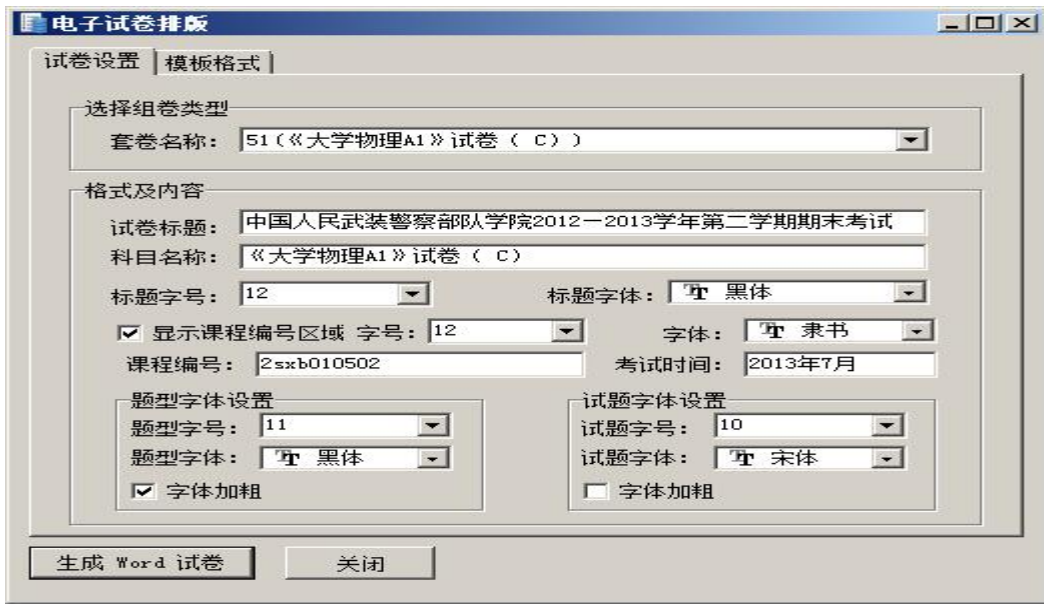 电子试卷排版
试卷设置 模板格式
选择组卷类型
套卷名称: 51(《大学物理A1》试卷( C))
格式及内容
试卷标题: 中国人民武装警察部队学院2012-2013学年第二学期期末考试
科目名称: 《大学物理A1》试卷( C)
标题字号: 12 标题字体: 黑体
显示课程编号区域 字号: 12 字体: 隶书
课程编号: 2sxb010502 考试时间: 2013年7月
题型字体设置 试题字体设置
题型字号: 11 试题字号: 10
题型字体: 黑体 试题字体: 宋体
字体加粗 字体加粗
生成 Word 试卷 关闭